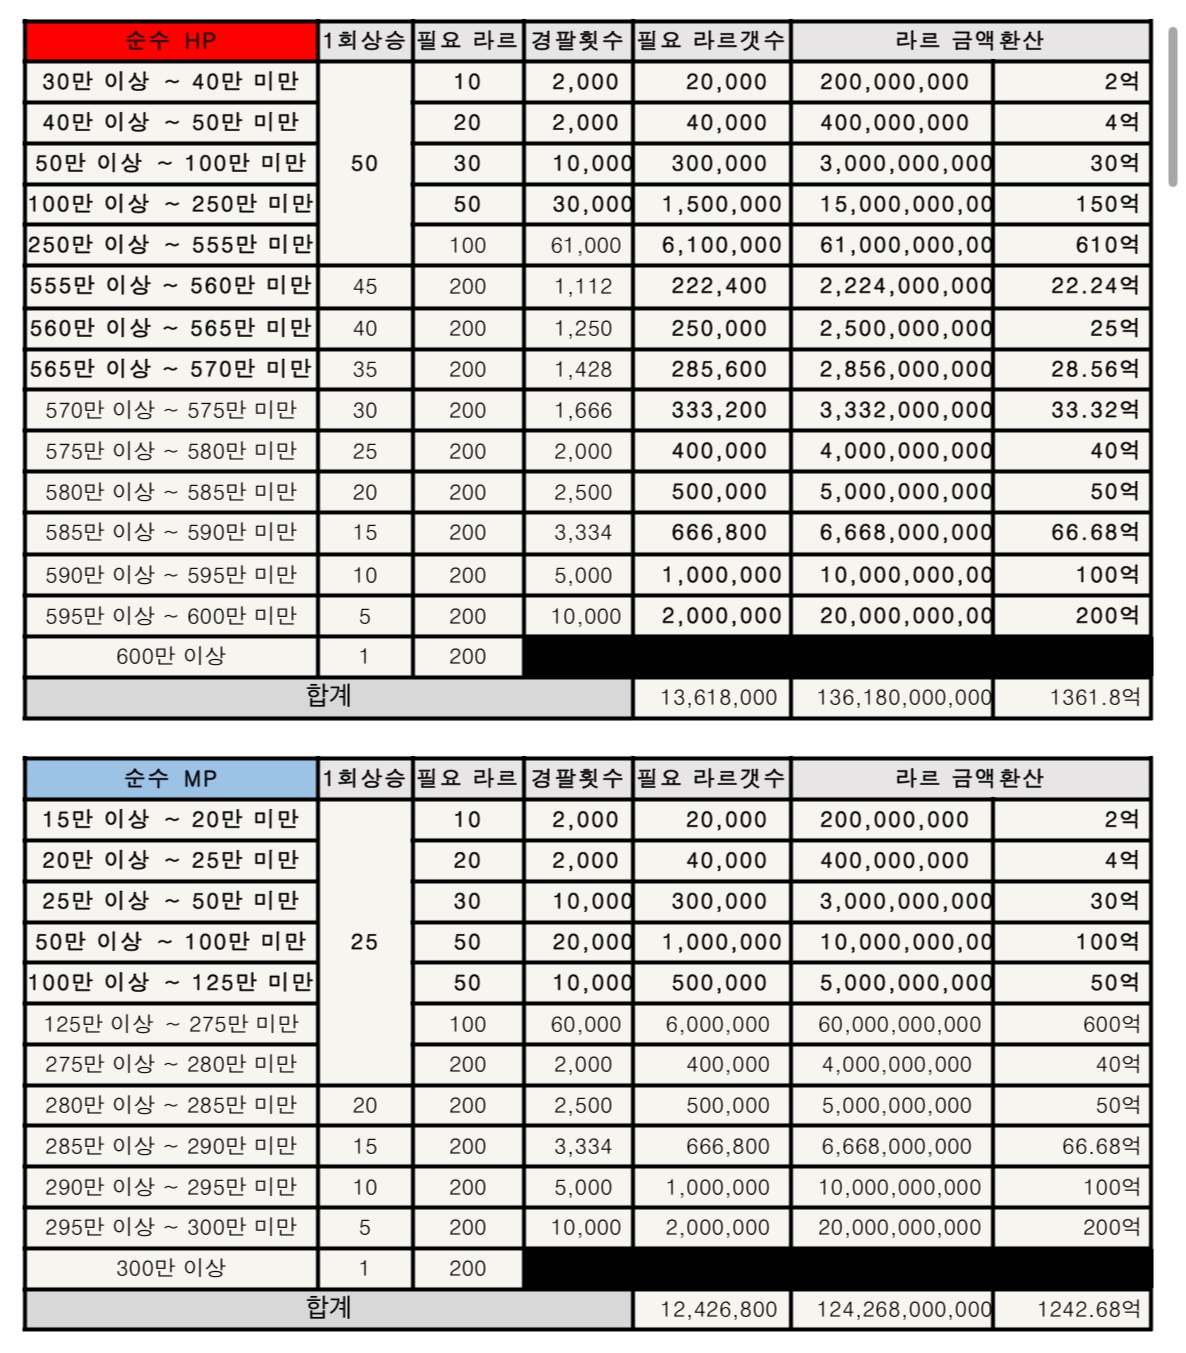 순수 HP 1회상승 필요 라르 경팔횟수 필요 라르갯수 라르 금액환산
30만 이상 ~ 40만 미만 10 2,000 20,000 200,000,000 2억
40만 이상 ~ 50만 미만 20 2,000 40,000 400,000,000 4억
50만 이상 ~ 100만 미만 50 30 10,000 300,000 3,000,000,000 30억
100만 이상 ~ 250만 미만 50 30,000 1,500,000 15,000,000,00 150억
250만 이상 ~ 555만 미만 100 61,000 6,100,000 61,000,000,00 610억
555만 이상 ~ 560만 미만 45 200 1,112 222,400 2,224,000,000 22.24억
560만 이상 ~ 565만 미만 40 200 1,250 250,000 2,500,000,000 25억
565만 이상 ~ 570만 미만 35 200 1,428 285,600 2,856,000,000 28.56억
570만 이상 ~ 575만 미만 30 200 1,666 333,200 3,332,000,000 33.32억
575만 이상 ~ 580만 미만 25 200 2,000 400,000 4,000,000,000 40억
580만 이상 ~ 585만 미만 20 200 2,500 500,000 5,000,000,000 50억
585만 이상 ~ 590만 미만 15 200 3,334 666,800 6,668,000,000 66.68억
590만 이상 ~ 595만 미만 10 200 5,000 1,000,000 10,000,000,00 100억
595만 이상 ~ 600만 미만 5 200 10,000 2,000,000 20,000,000,00 200억
600만 이상 1 200
합계 13,618,000 136,180,000,000 1361.8억
순수 MP 1회상승 필요 라르 경팔횟수 필요 라르갯수 라르 금액환산
15만 이상 ~ 20만 미만 10 2,000 20,000 200,000,000 2억
20만 이상 ~ 25만 미만 20 2,000 40,000 400,000,000 4억
25만 이상 ~ 50만 미만 30 10,000 300,000 3,000,000,000 30억
50만 이상 ~ 100만 미만 25 50 20,000 1,000,000 10,000,000,00 100억
100만 이상 ~ 125만 미만 50 10,000 500,000 5,000,000,000 50억
125만 이상 ~ 275만 미만 100 60,000 6,000,000 60,000,000,000 600억
275만 이상 ~ 280만 미만 200 2,000 400,000 4,000,000,000 40억
280만 이상 ~ 285만 미만 20 200 2,500 500,000 5,000,000,000 50억
285만 이상 ~ 290만 미만 15 200 3,334 666,800 6,668,000,000 66.68억
290만 이상 ~ 295만 미만 10 200 5,000 1,000,000 10,000,000,000 100억
295만 이상 ~ 300만 미만 5 200 10,000 2,000,000 20,000,000,000 200억
300만 이상 1 200
합계 12,426,800 124,268,000,000 1242.68억